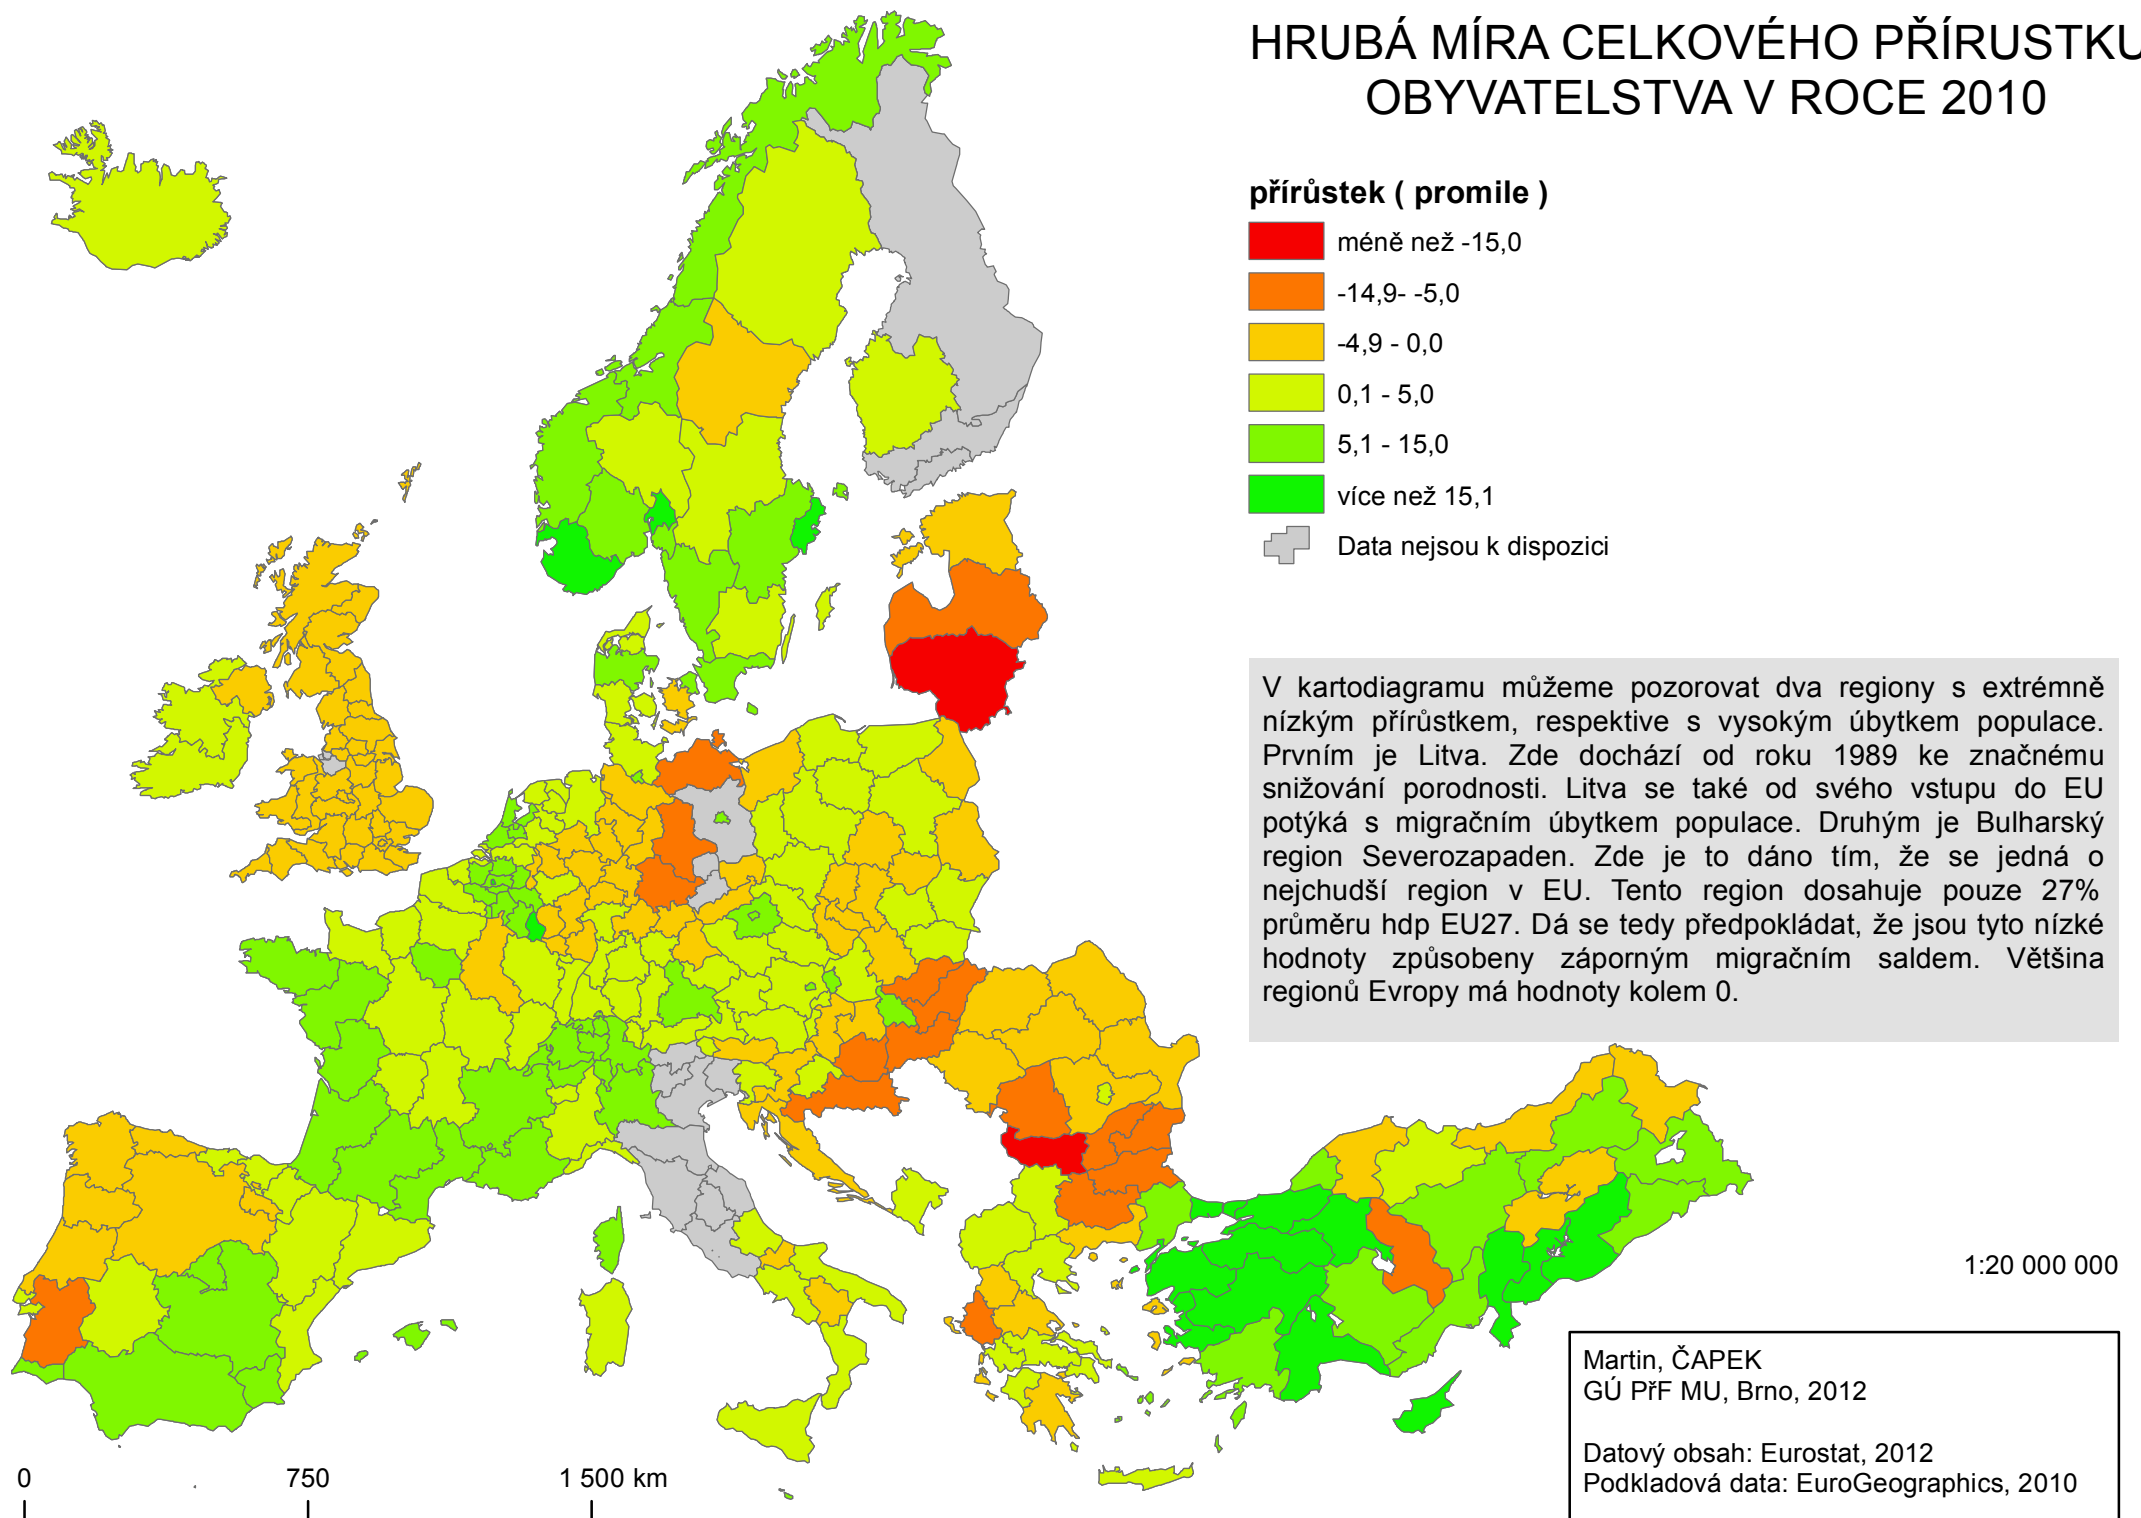 HRUBÁ MÍRA CELKOVÉHO PŘÍRUSTKU
OBYVATELSTVA V ROCE 2010
přírůstek ( promile )
méně než -15,0
-14,9- -5,0
-4,9 - 0,0
0,1 - 5,0
5,1 - 15,0
více než 15,1
Data nejsou k dispozici
V kartodiagramu můžeme pozorovat dva regiony s extrémně
nízkým přírůstkem, respektive s vysokým úbytkem populace.
Prvním je Litva. Zde dochází od roku 1989 ke značnému
snižování porodnosti. Litva se také od svého vstupu do EU
potýká s migračním úbytkem populace. Druhým je Bulharský
region Severozapaden. Zde je to dáno tím, že se jedná o
nejchudší region v EU. Tento region dosahuje pouze 27%
průměru hdp EU27. Dá se tedy předpokládat, že jsou tyto nízké
hodnoty způsobeny záporným migračním saldem. Většina
regionů Evropy má hodnoty kolem 0.
1:20 000 000
Martin, ČAPEK
GÚ PřF MU, Brno, 2012
Datový obsah: Eurostat, 2012
Podkladová data: EuroGeographics, 2010
0 750 1 500 km